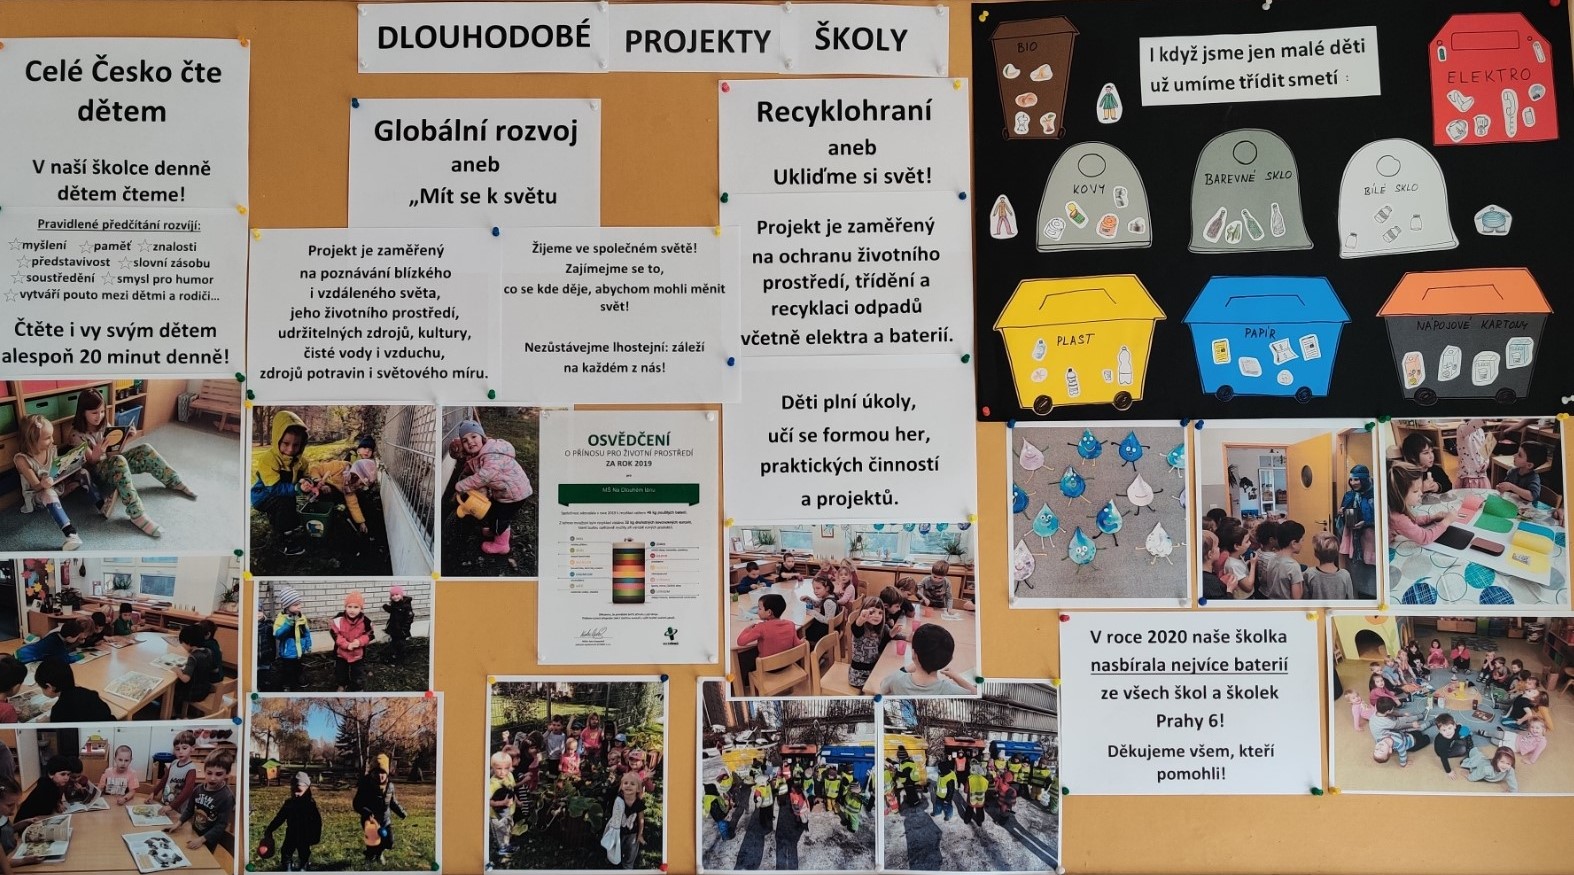 DLOUHODOBÉ PROJEKTY ŠKOLY
Celé Česko čte
dětem
V naší školce denně
dětem čteme!
Pravidlené předčítání rozvíjí:
☆myšlení ☆paměť ☆znalosti
☆představivost ☆slovní zásobu
☆soustředění ☆smysl pro humor
☆vytváří pouto mezi dětmi a rodiči...
Čtěte i vy svým dětem
alespoň 20 minut denně!
Globální rozvoj
aneb
„Mít se k světu
Projekt je zaměřený
na poznávání blízkého
i vzdáleného světa,
jeho životního prostředí,
udržitelných zdrojů, kultury,
čisté vody i vzduchu,
zdrojů potravin i světového míru.
Žijeme ve společném světě!
Zajímejme se to,
co se kde děje, abychom mohli měnit
svět!
Nezůstávejme lhostejní: záleží
na každém z nás!
OSVĚDČENÍ
O PŘÍNOSU PRO ŽIVOTNÍ PROSTŘEDÍ
ZA ROK 2019
pro
MŠ Na Dlouhém lánu
Recyklohraní
aneb
Ukliďme si svět!
Projekt je zaměřený
na ochranu životního
prostředí, třídění a
recyklaci odpadů
včetně elektra a baterií.
Děti plní úkoly,
učí se formou her,
praktických činností
a projektů.
I když jsme jen malé děti
už umíme třídit smetí :
BIO
ELEKTRO
KOVY
BAREVNÉ SKLO
BÍLÉ SKLO
PLAST
PAPÍR
NÁPOJOVÉ KARTONY
V roce 2020 naše školka
nasbírala nejvíce baterií
ze všech škol a školek
Prahy 6!
Děkujeme všem, kteří
pomohli!